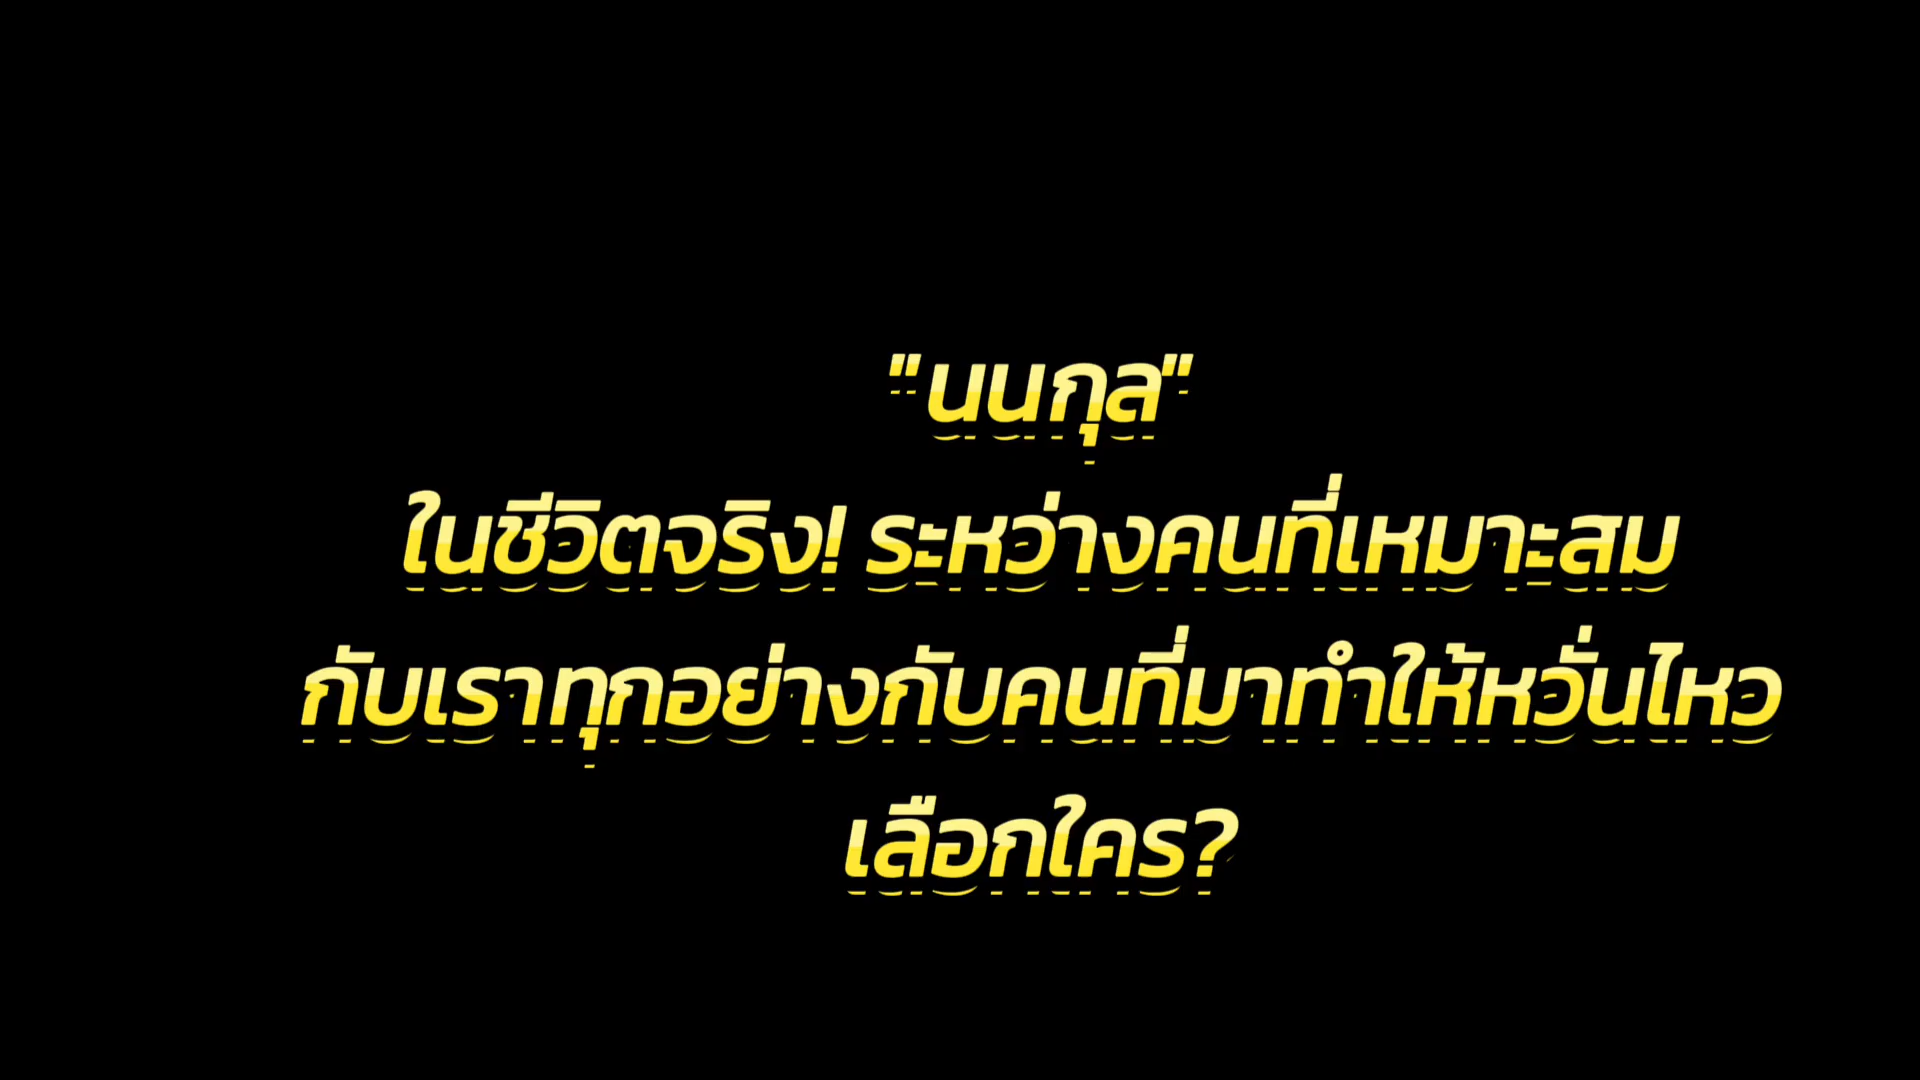 "นนกุล"
ในชีวิตจริง! ระหว่างคนที่เหมาะสม
กับเราทุกอย่างกับคนที่มาทำให้หวั่นไหว
เลือกใคร?